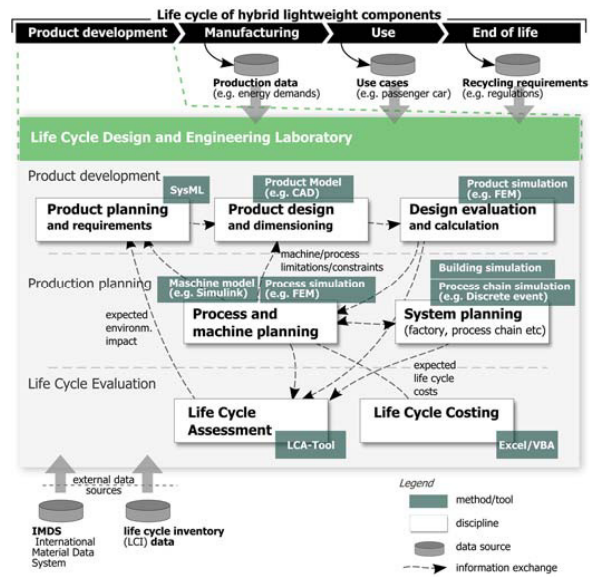 Life cycle of hybrid lightweight components
Product development
Manufacturing
Use
End of life
Production data
(e.g. energy demands)
Use cases
(e.g. passenger car)
Recycling requirements
(e.g. regulations)
Life Cycle Design and Engineering Laboratory
Product development
SysML
Product Model
(e.g. CAD)
Product simulation
(e.g. FEM)
Product planning
and requirements
Product design
and dimensioning
Design evaluation
and calculation
machine/process
limitations/constraints
Building simulation
Production planning
Maschine model
(e.g. Simulink)
Process simulation
(e.g. FEM)
Process chain simulation
(e.g. Discrete event)
Process and
machine planning
System planning
(factory, process chain etc)
expected
environm.
impact
expected
life cycle
costs
Life Cycle Evaluation
Life Cycle
Assessment
LCA-Tool
Life Cycle Costing
Excel/VBA
external data
sources
IMDS
International
Material Data
System
life cycle inventory
(LCI) data
Legend
method/tool
discipline
data source
information exchange